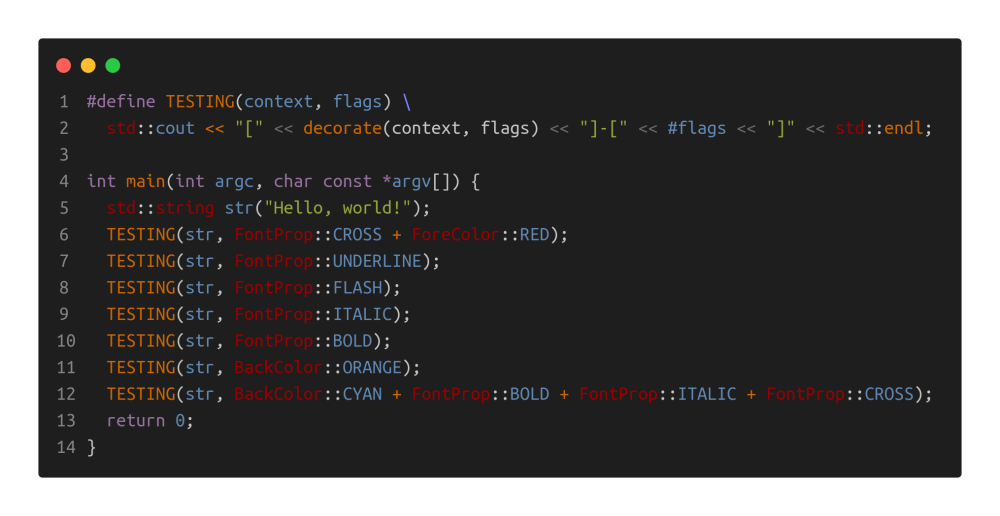 1 #define TESTING(context, flags) \
2   std::cout << "[" << decorate(context, flags) << "]-[" << #flags << "]" << std::endl;
3
4 int main(int argc, char const *argv[]) {
5   std::string str("Hello, world!");
6   TESTING(str, FontProp::CROSS + ForeColor::RED);
7   TESTING(str, FontProp::UNDERLINE);
8   TESTING(str, FontProp::FLASH);
9   TESTING(str, FontProp::ITALIC);
10   TESTING(str, FontProp::BOLD);
11   TESTING(str, BackColor::ORANGE);
12   TESTING(str, BackColor::CYAN + FontProp::BOLD + FontProp::ITALIC + FontProp::CROSS);
13   return 0;
14 }